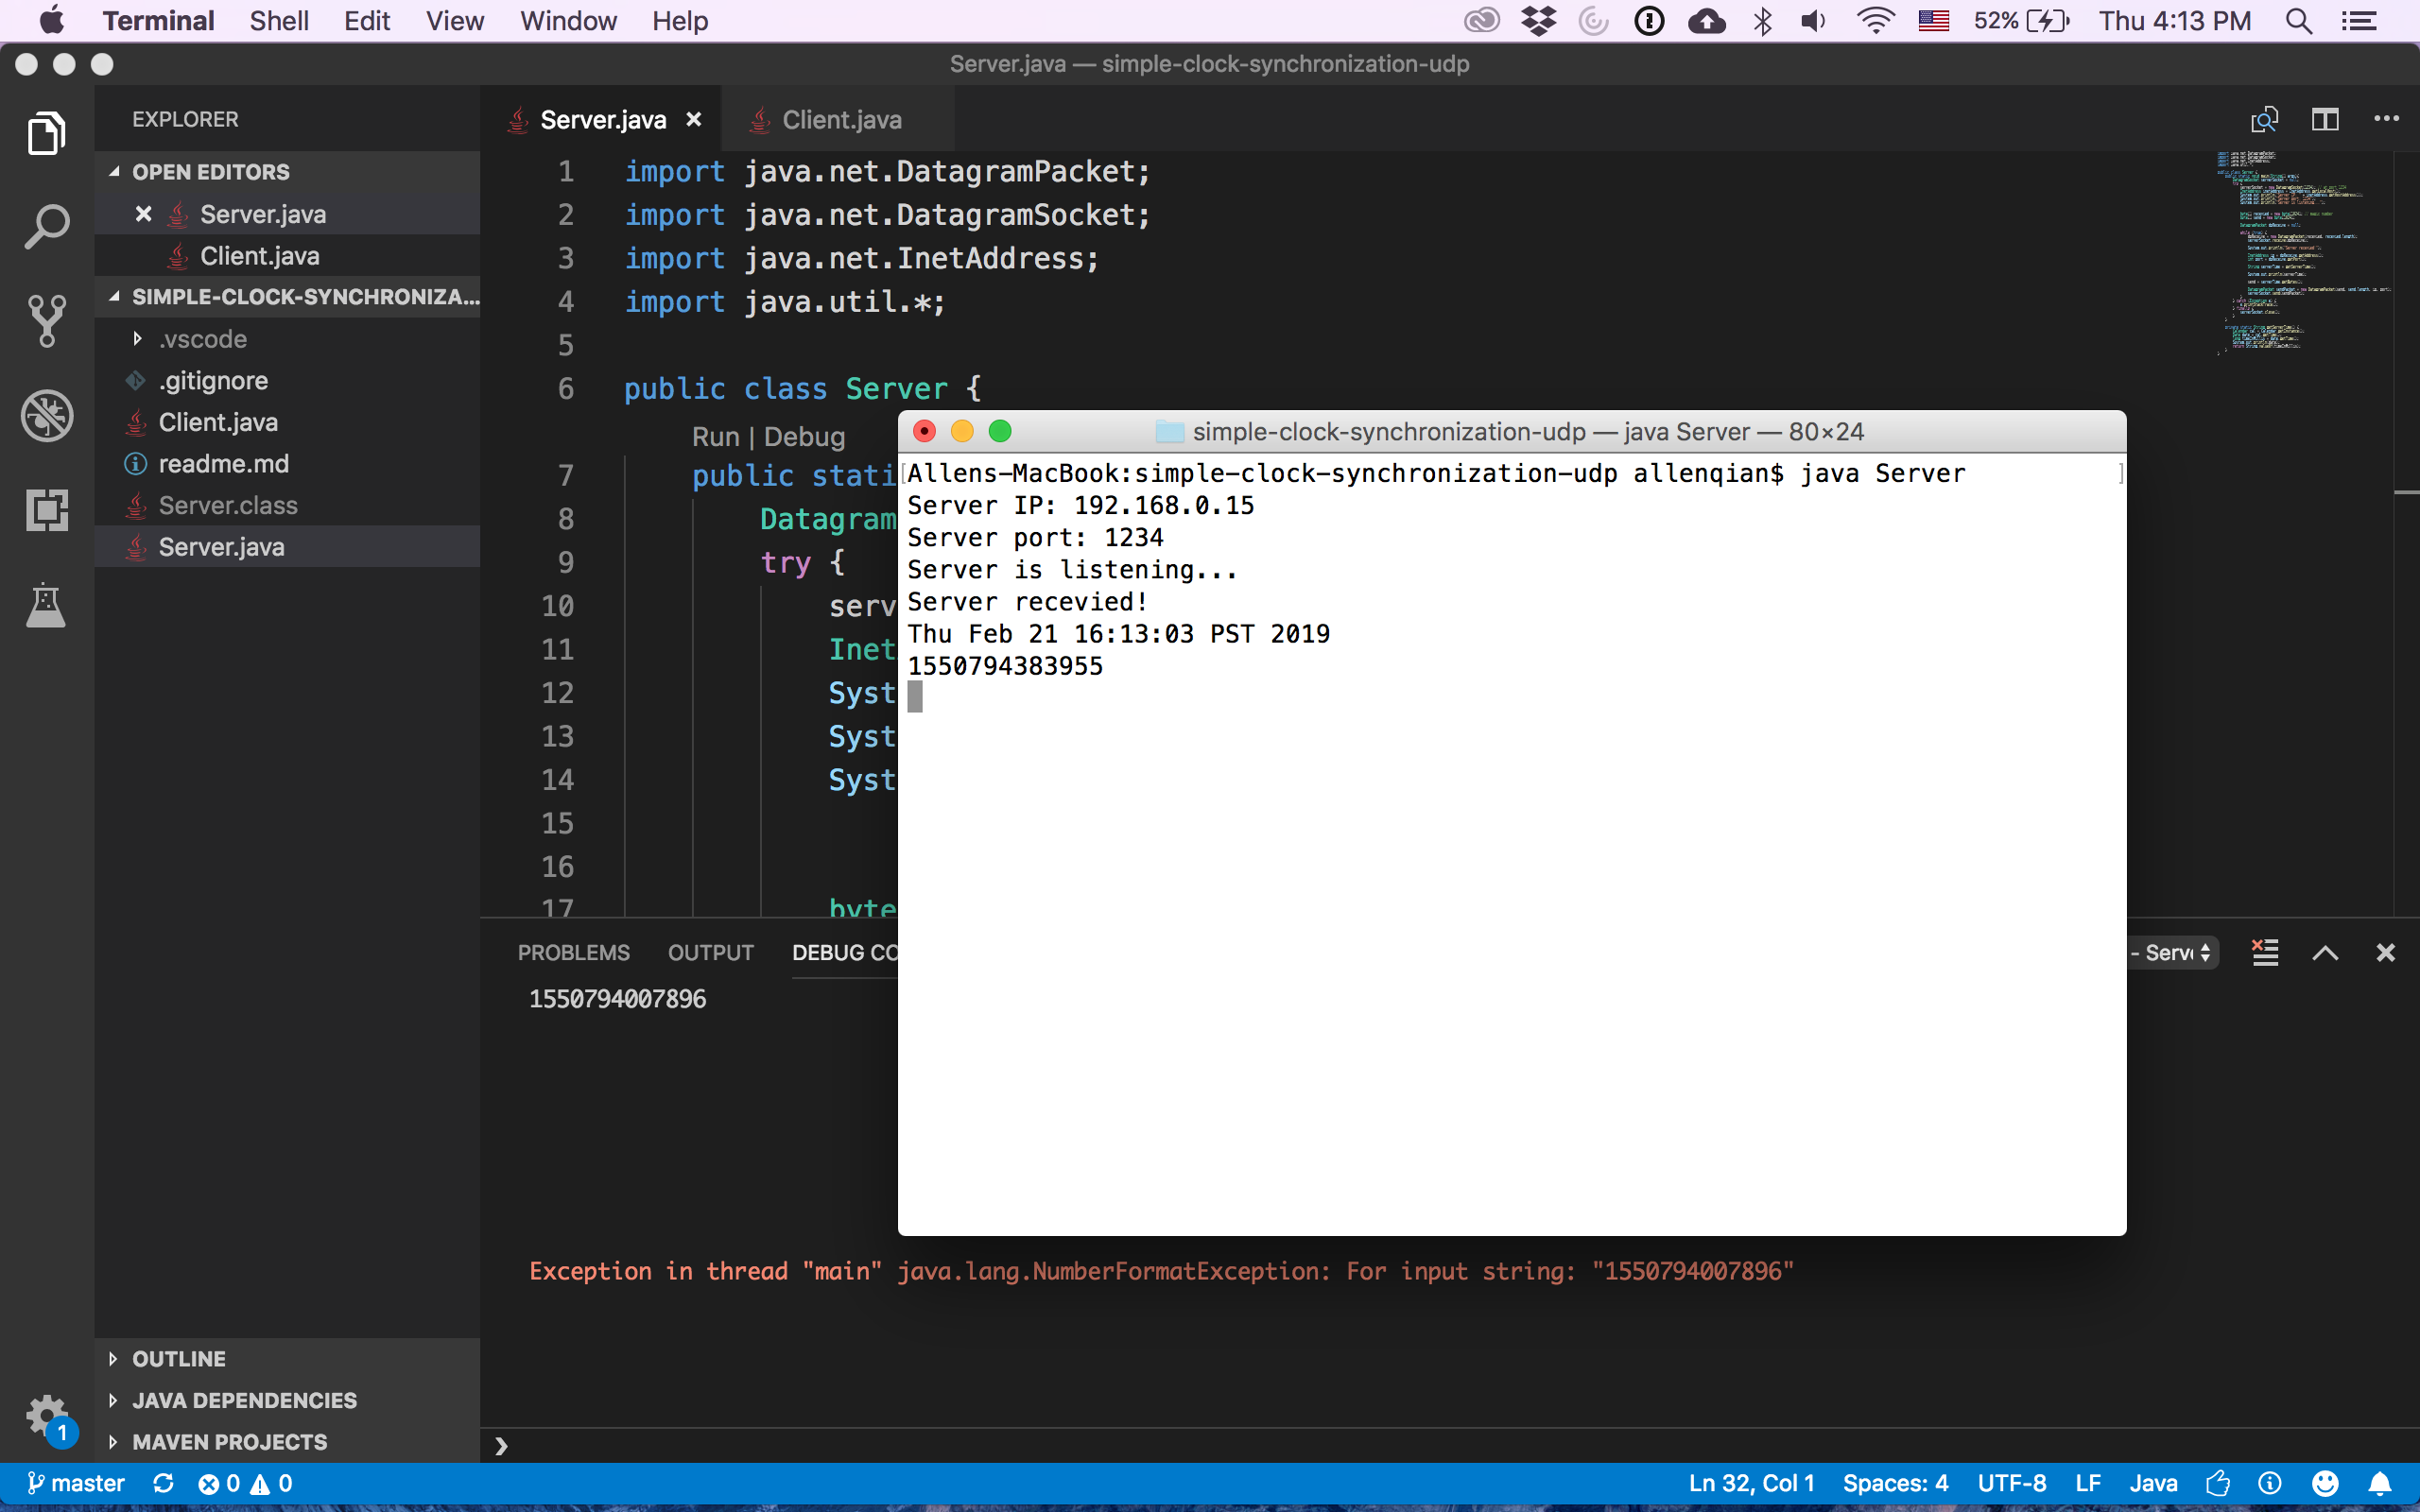 Terminal Shell Edit View Window Help 52% Thu 4:13 PM
Server.java — simple-clock-synchronization-udp
EXPLORER
OPEN EDITORS
Server.java
Client.java
SIMPLE-CLOCK-SYNCHRONIZA...
.vscode
.gitignore
Client.java
readme.md
Server.class
Server.java
OUTLINE
JAVA DEPENDENCIES
MAVEN PROJECTS
1
Server.java Client.java
1 import java.net.DatagramPacket;
2 import java.net.DatagramSocket;
3 import java.net.InetAddress;
4 import java.util.*;
5
6 public class Server {
Run | Debug
7 public stati
8 Datagram
9 try {
10 serv
11 Inet
12 Syst
13 Syst
14 Syst
15
16
17 byte
simple-clock-synchronization-udp — java Server — 80×24
Allens-MacBook:simple-clock-synchronization-udp allenqian$ java Server
Server IP: 192.168.0.15
Server port: 1234
Server is listening...
Server recevied!
Thu Feb 21 16:13:03 PST 2019
1550794383955
PROBLEMS OUTPUT DEBUG CO - Serv
1550794007896
Exception in thread "main" java.lang.NumberFormatException: For input string: "1550794007896"
master 0 0 Ln 32, Col 1 Spaces: 4 UTF-8 LF Java